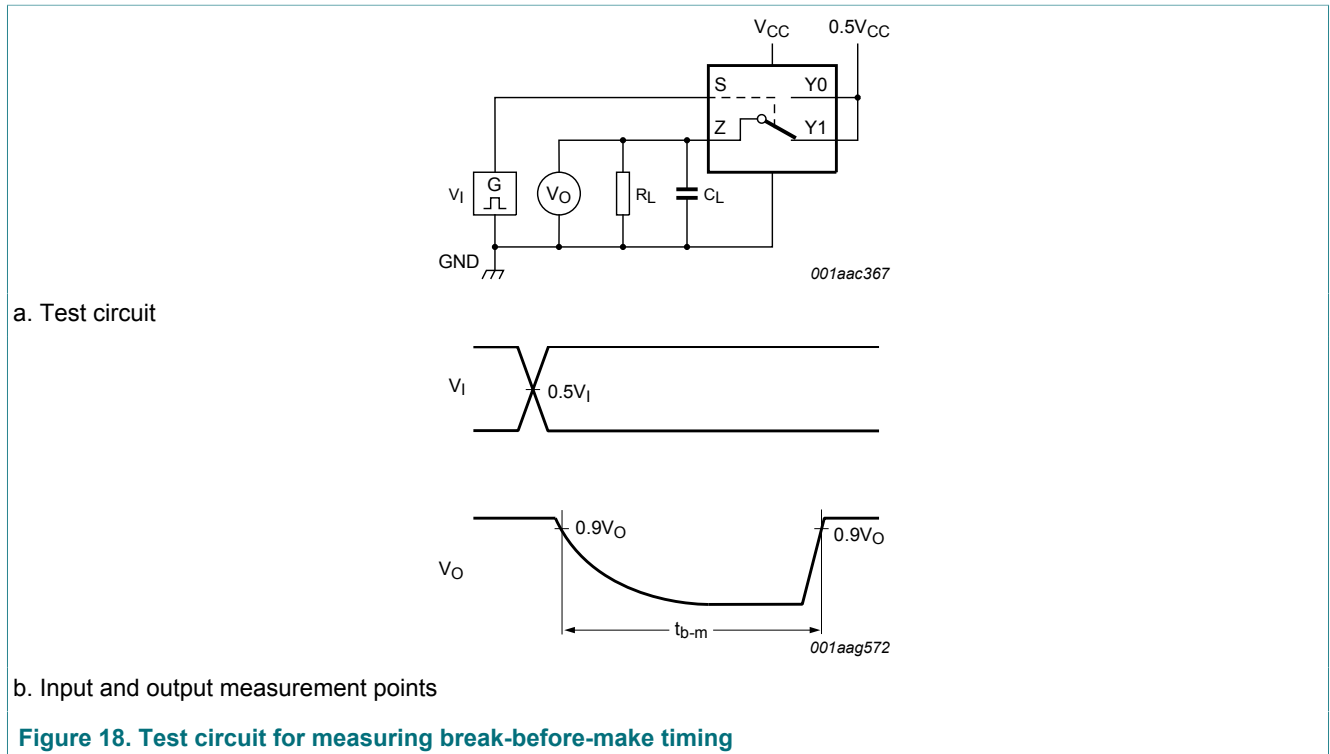 VCC 0.5VCC
S Y0
Z Y1
VI G VO RL CL
GND
001aac367
a. Test circuit
VI 0.5VI
0.9VO 0.9VO
VO
tb-m
001aag572
b. Input and output measurement points
Figure 18. Test circuit for measuring break-before-make timing